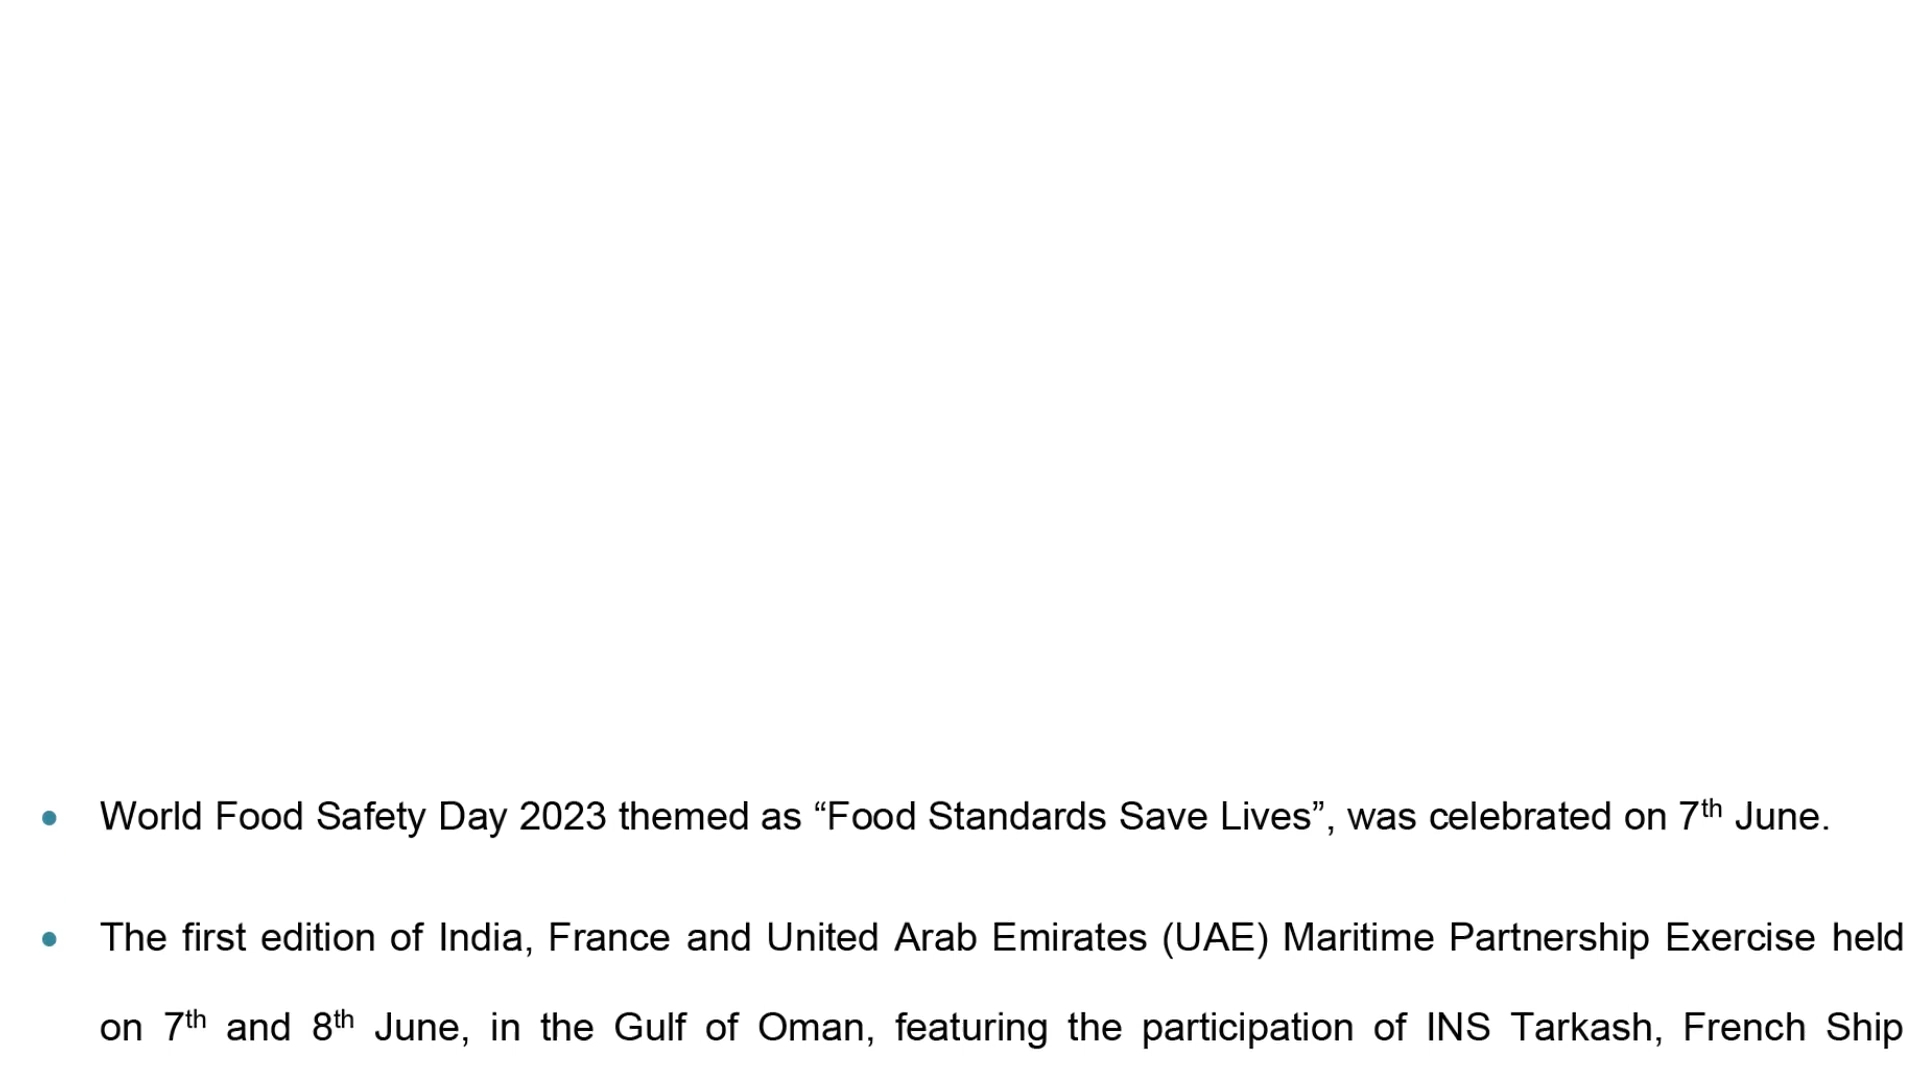 • World Food Safety Day 2023 themed as “Food Standards Save Lives”, was celebrated on 7th June.
• The first edition of India, France and United Arab Emirates (UAE) Maritime Partnership Exercise held
on 7th and 8th June, in the Gulf of Oman, featuring the participation of INS Tarkash, French Ship